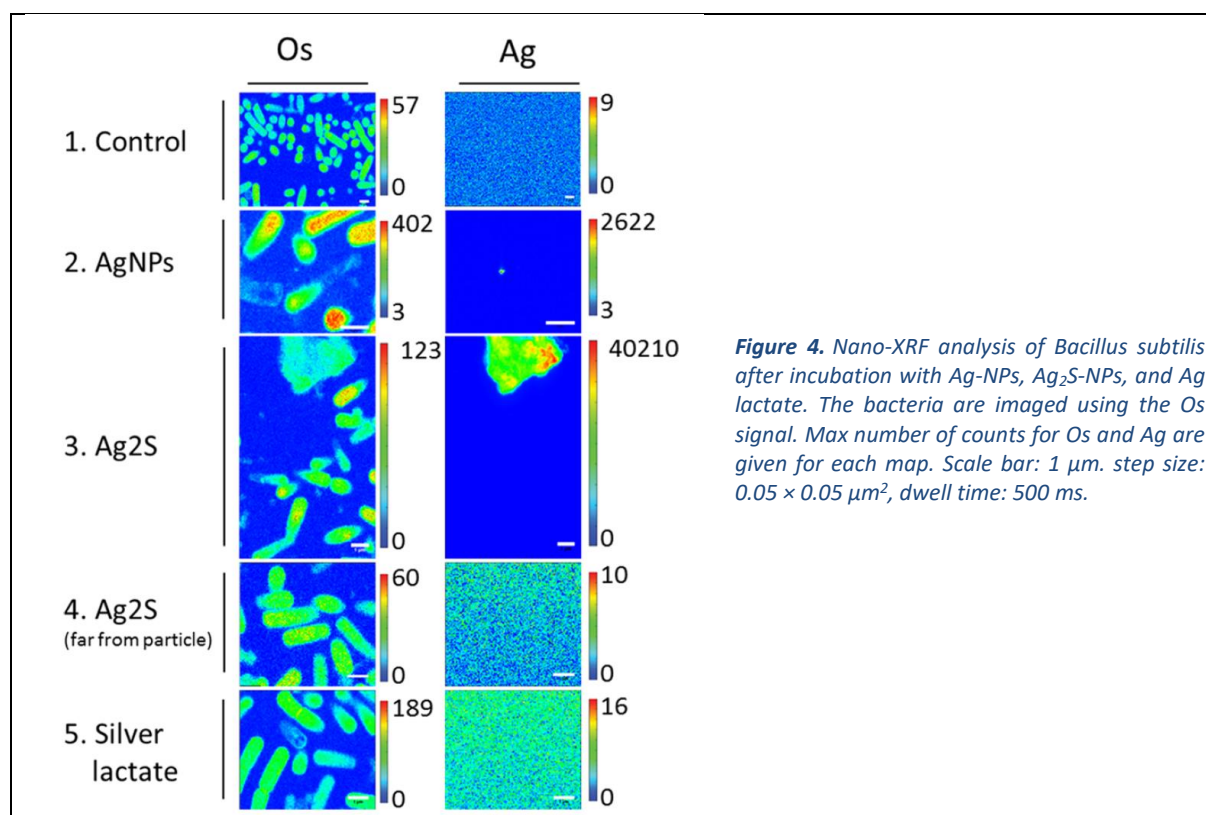 Os Ag
1. Control
57
0
9
0
2. AgNPs
402
3
2622
3
3. Ag2S
123
0
40210
0
4. Ag2S
(far from particle)
60
0
10
0
5. Silver
lactate
189
0
16
0
Figure 4. Nano-XRF analysis of Bacillus subtilis
after incubation with Ag-NPs, Ag₂S-NPs, and Ag
lactate. The bacteria are imaged using the Os
signal. Max number of counts for Os and Ag are
given for each map. Scale bar: 1 μm. step size:
0.05 × 0.05 μm², dwell time: 500 ms.